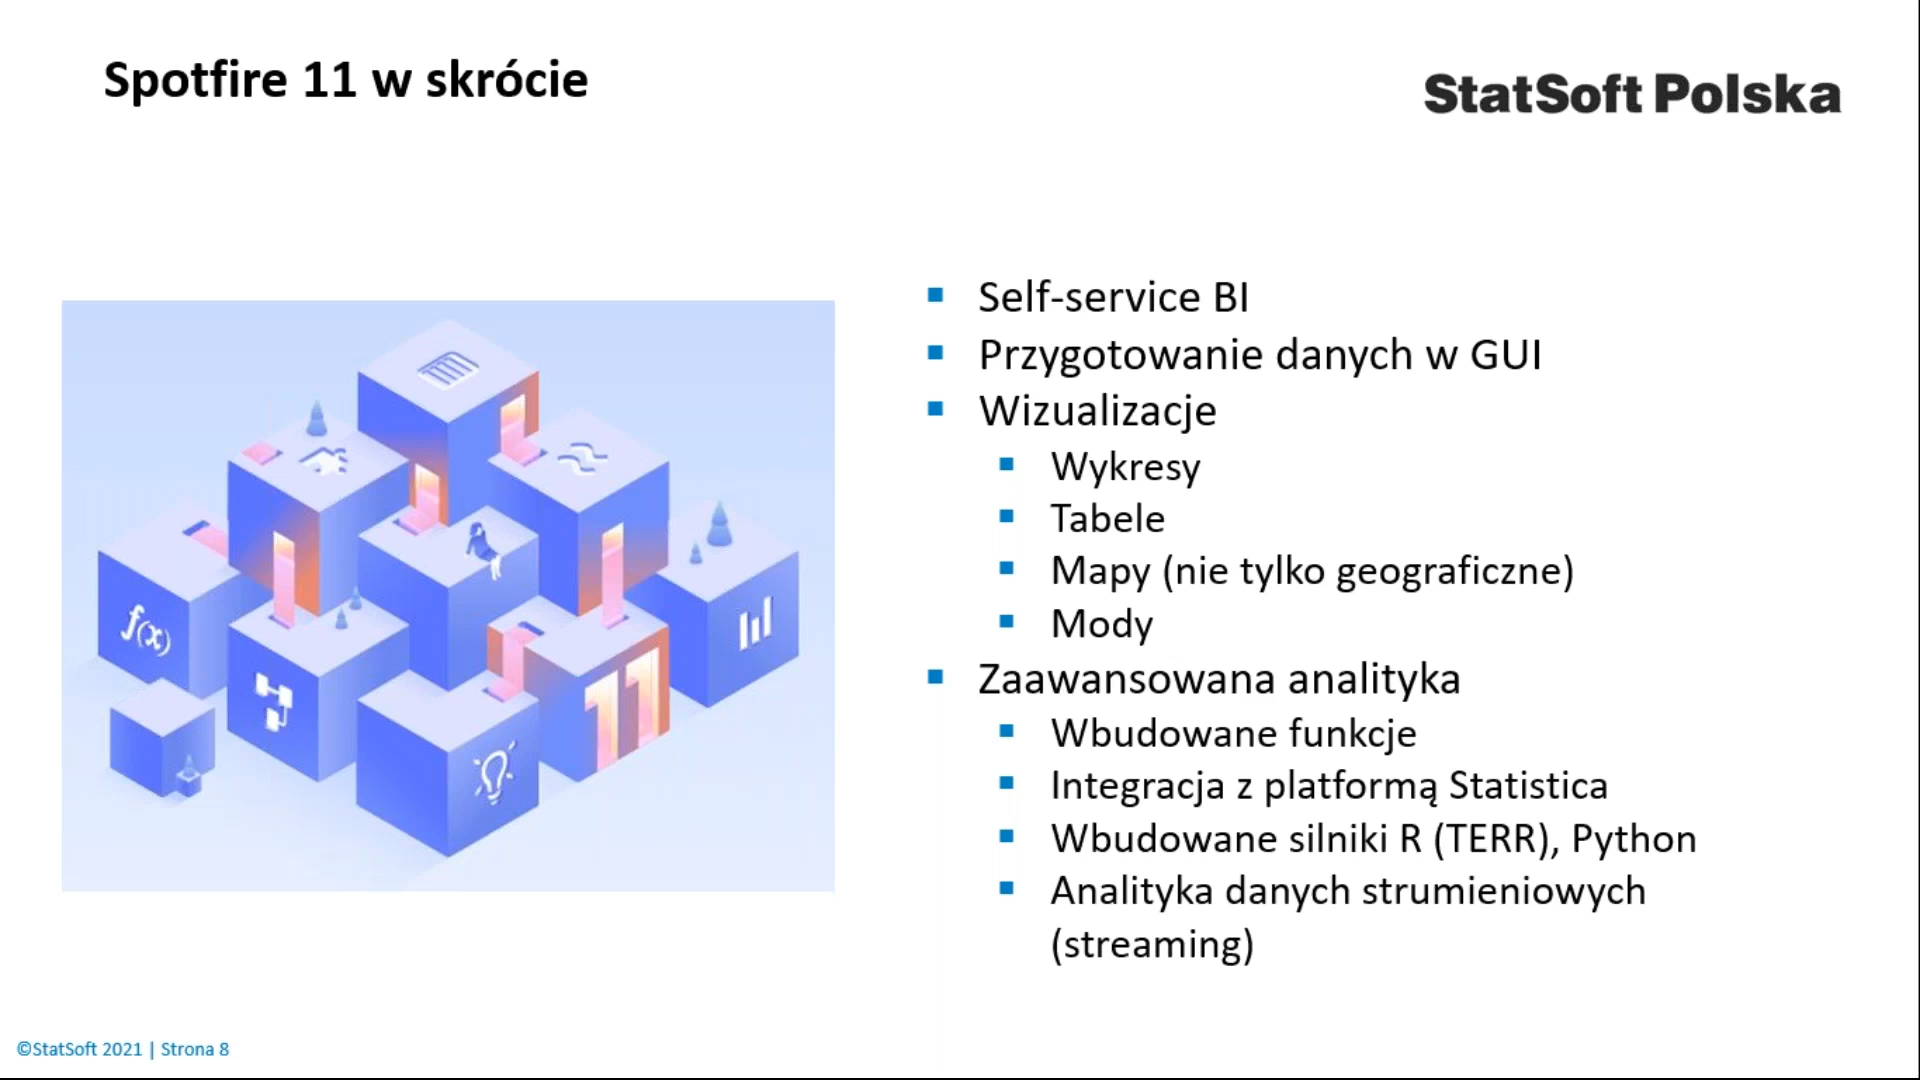 Spotfire 11 w skrócie
StatSoft Polska
f(x)
11
Self-service BI
Przygotowanie danych w GUI
Wizualizacje
Wykresy
Tabele
Mapy (nie tylko geograficzne)
Mody
Zaawansowana analityka
Wbudowane funkcje
Integracja z platformą Statistica
Wbudowane silniki R (TERR), Python
Analityka danych strumieniowych
(streaming)
©StatSoft 2021 | Strona 8